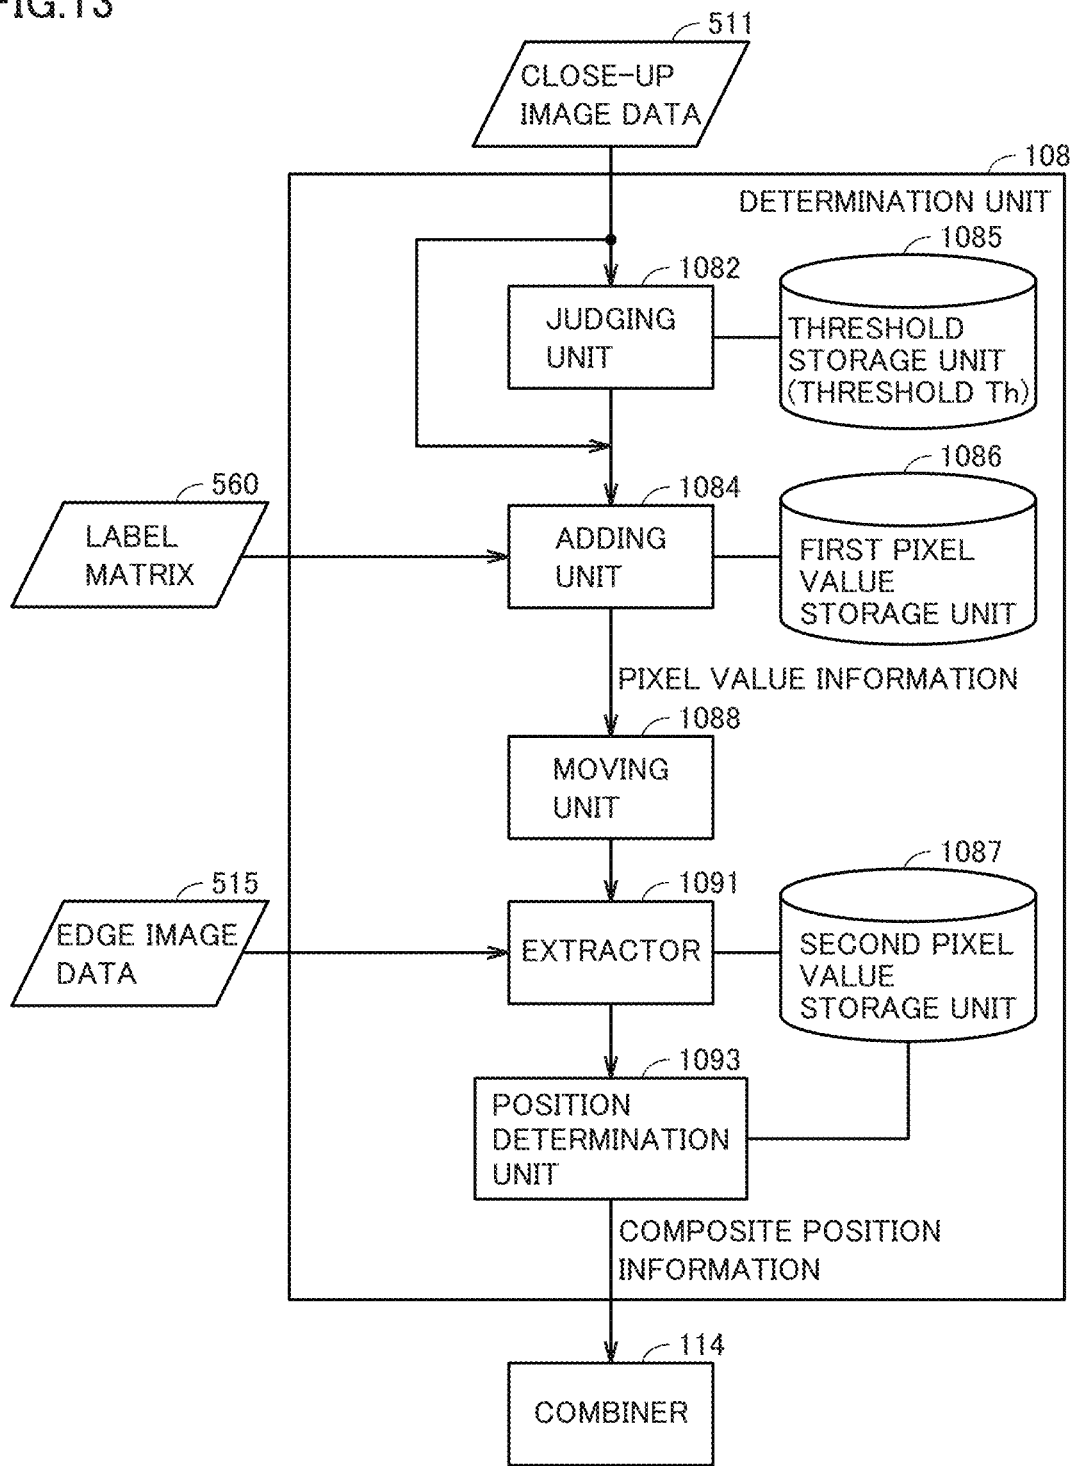 FIG.13
511
CLOSE-UP
IMAGE DATA
108
DETERMINATION UNIT
1082
JUDGING
UNIT
1085
THRESHOLD
STORAGE UNIT
(THRESHOLD Th)
560
LABEL
MATRIX
1084
ADDING
UNIT
1086
FIRST PIXEL
VALUE
STORAGE UNIT
PIXEL VALUE INFORMATION
1088
MOVING
UNIT
515
EDGE IMAGE
DATA
1091
EXTRACTOR
1087
SECOND PIXEL
VALUE
STORAGE UNIT
1093
POSITION
DETERMINATION
UNIT
COMPOSITE POSITION
INFORMATION
114
COMBINER